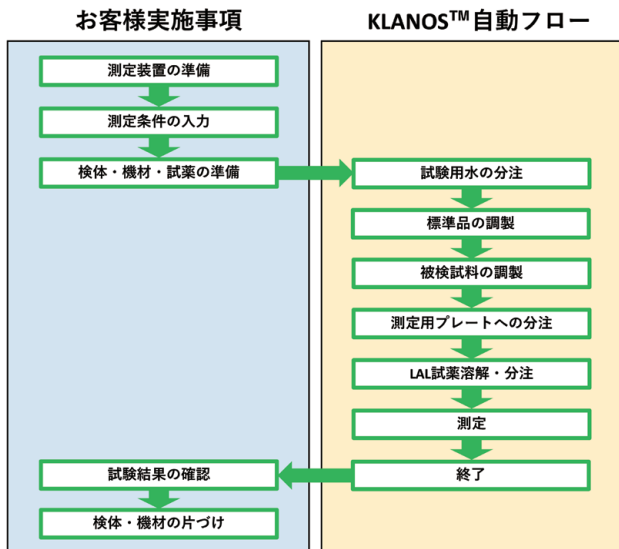 お客様実施事項
測定装置の準備
測定条件の入力
検体・機材・試薬の準備
KLANOS™自動フロー
試験用水の分注
標準品の調製
被検試料の調製
測定用プレートへの分注
LAL試薬溶解・分注
測定
終了
試験結果の確認
検体・機材の片づけ